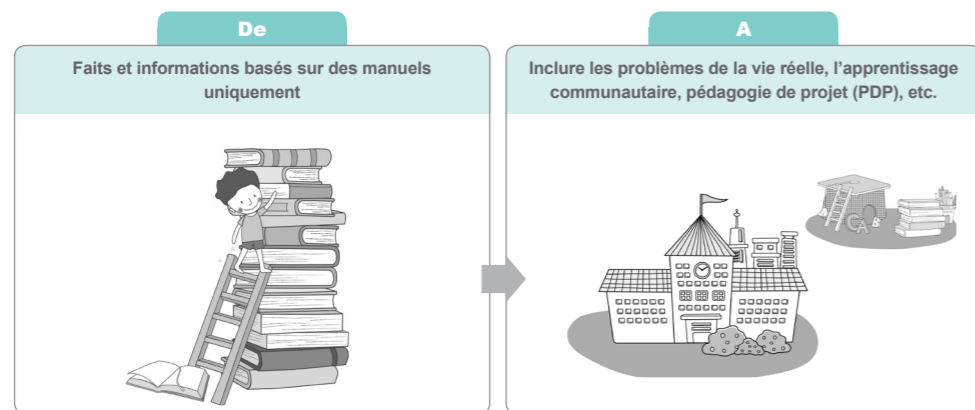 De
Faits et informations basés sur des manuels
uniquement
A
Inclure les problèmes de la vie réelle, l'apprentissage
communautaire, pédagogie de projet (PDP), etc.